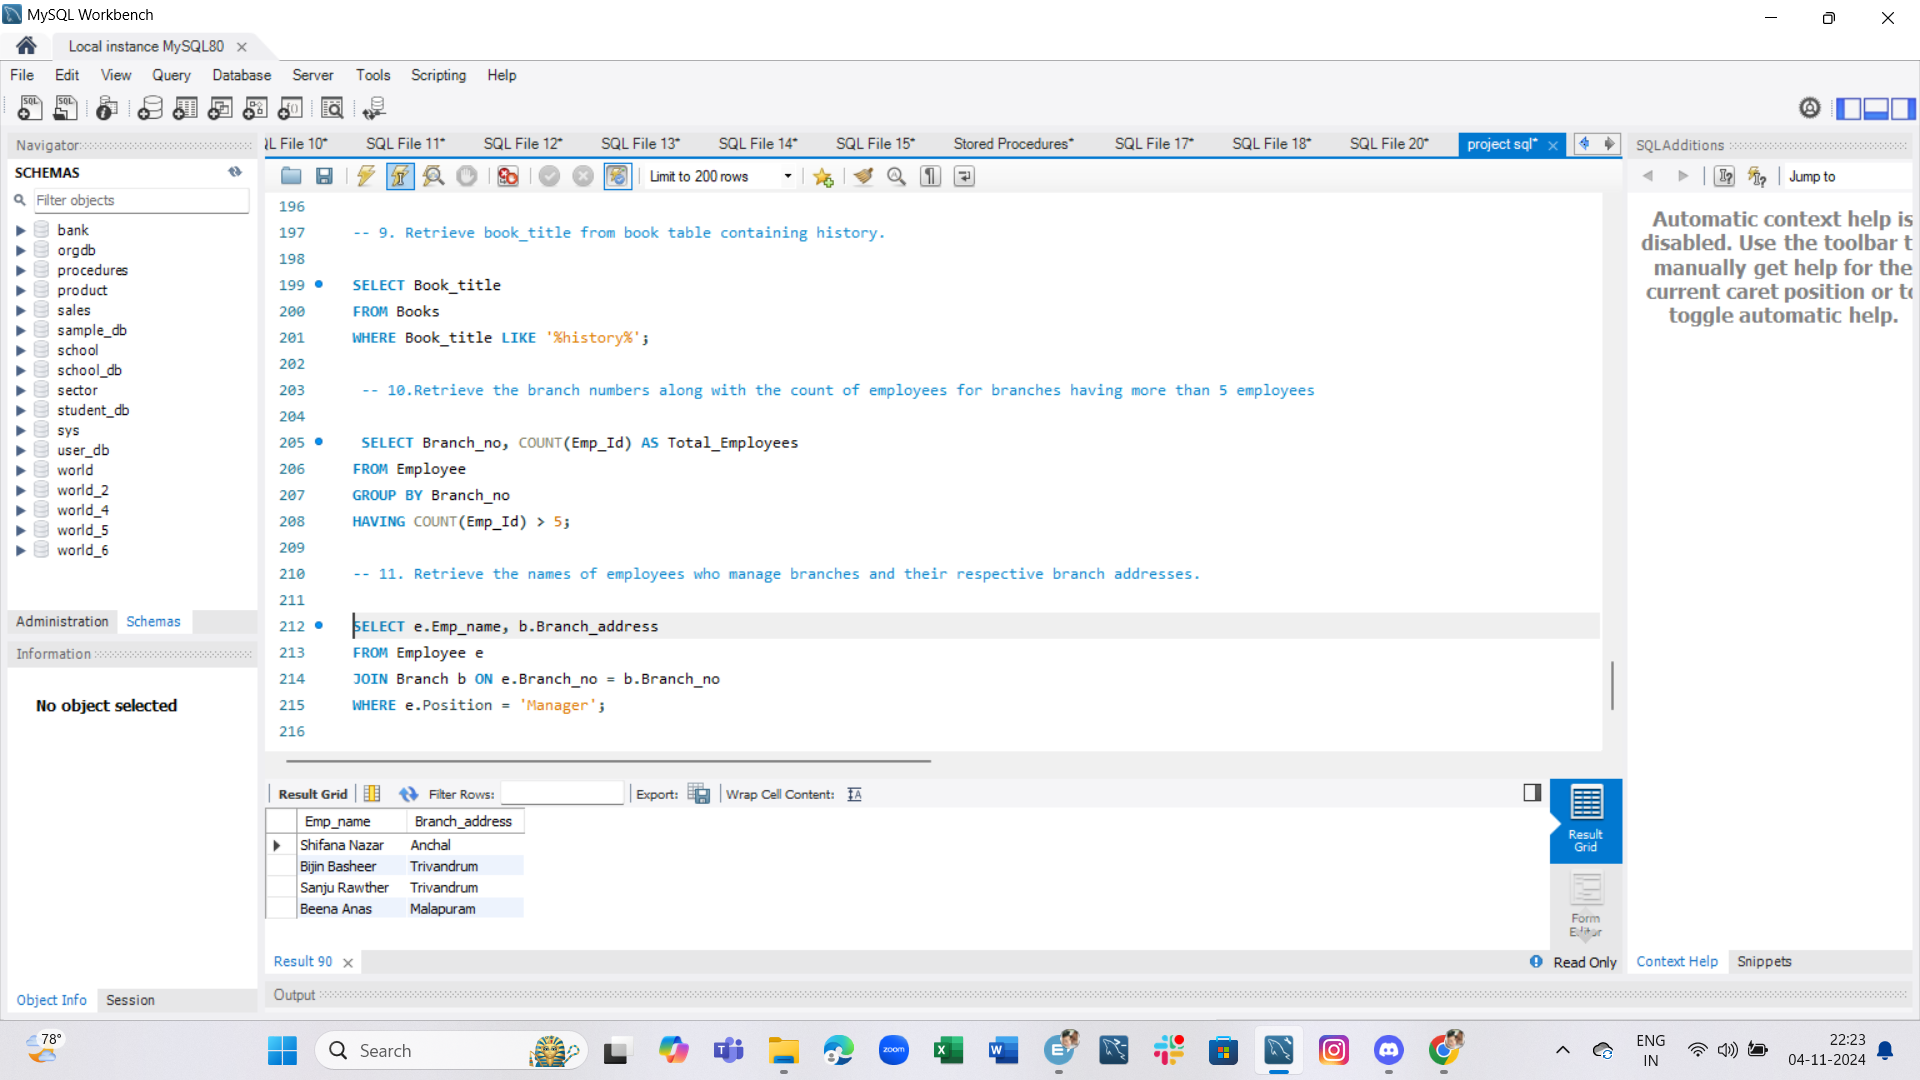 MySQL Workbench
Local instance MySQL80
File Edit View Query Database Server Tools Scripting Help
Navigator
SCHEMAS
Filter objects
bank
orgdb
procedures
product
sales
sample_db
school
school_db
sector
student_db
sys
user_db
world
world_2
world_4
world_5
world_6
Administration Schemas
Information
No object selected
Object Info Session
L File 10* SQL File 11* SQL File 12* SQL File 13* SQL File 14* SQL File 15* Stored Procedures* SQL File 17* SQL File 18* SQL File 20* project sql*
Limit to 200 rows
196
197 -- 9. Retrieve book_title from book table containing history.
198
199 SELECT Book_title
200 FROM Books
201 WHERE Book_title LIKE '%history%';
202
203 -- 10.Retrieve the branch numbers along with the count of employees for branches having more than 5 employees
204
205 SELECT Branch_no, COUNT(Emp_Id) AS Total_Employees
206 FROM Employee
207 GROUP BY Branch_no
208 HAVING COUNT(Emp_Id) > 5;
209
210 -- 11. Retrieve the names of employees who manage branches and their respective branch addresses.
211
212 SELECT e.Emp_name, b.Branch_address
213 FROM Employee e
214 JOIN Branch b ON e.Branch_no = b.Branch_no
215 WHERE e.Position = 'Manager';
216
Result Grid Filter Rows: Export: Wrap Cell Content:
Emp_name Branch_address
Shifana Nazar Anchal
Bijin Basheer Trivandrum
Sanju Rawther Trivandrum
Beena Anas Malapuram
Result
Grid
Form
Editor
Result 90
Read Only
Output
SQLAdditions
Jump to
Automatic context help is
disabled. Use the toolbar t
manually get help for the
current caret position or to
toggle automatic help.
Context Help Snippets
78°
Search
zoom
ENG
IN
22:23
04-11-2024